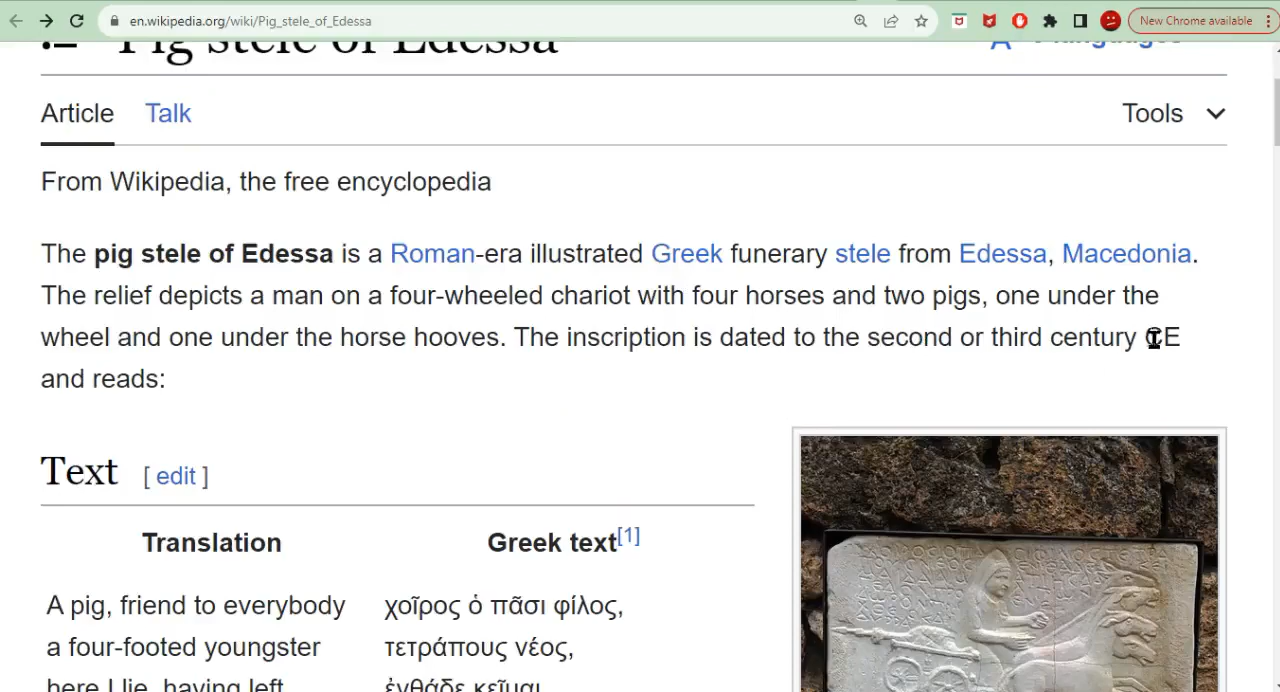 en.wikipedia.org/wiki/Pig_stele_of_Edessa
New Chrome available
Pig stele of Edessa
languages
Article Talk Tools
From Wikipedia, the free encyclopedia
The pig stele of Edessa is a Roman-era illustrated Greek funerary stele from Edessa, Macedonia.
The relief depicts a man on a four-wheeled chariot with four horses and two pigs, one under the
wheel and one under the horse hooves. The inscription is dated to the second or third century CE
and reads:
Text [ edit ]
Translation Greek text[1]
A pig, friend to everybody χοῖρος ὁ πᾶσι φίλος,
a four-footed youngster τετράπους νέος,
here I lie, having left ἐνθάδε κεῖμαι